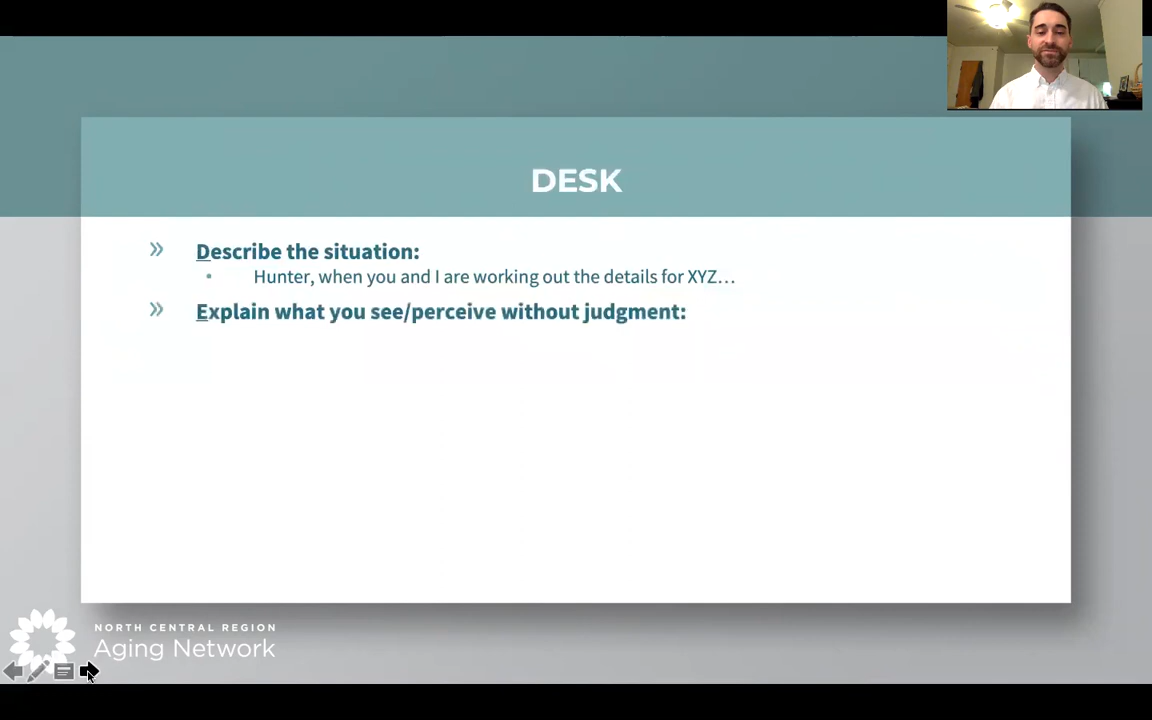 DESK
» Describe the situation:
• Hunter, when you and I are working out the details for XYZ…
» Explain what you see/perceive without judgment:
NORTH CENTRAL REGION
Aging Network